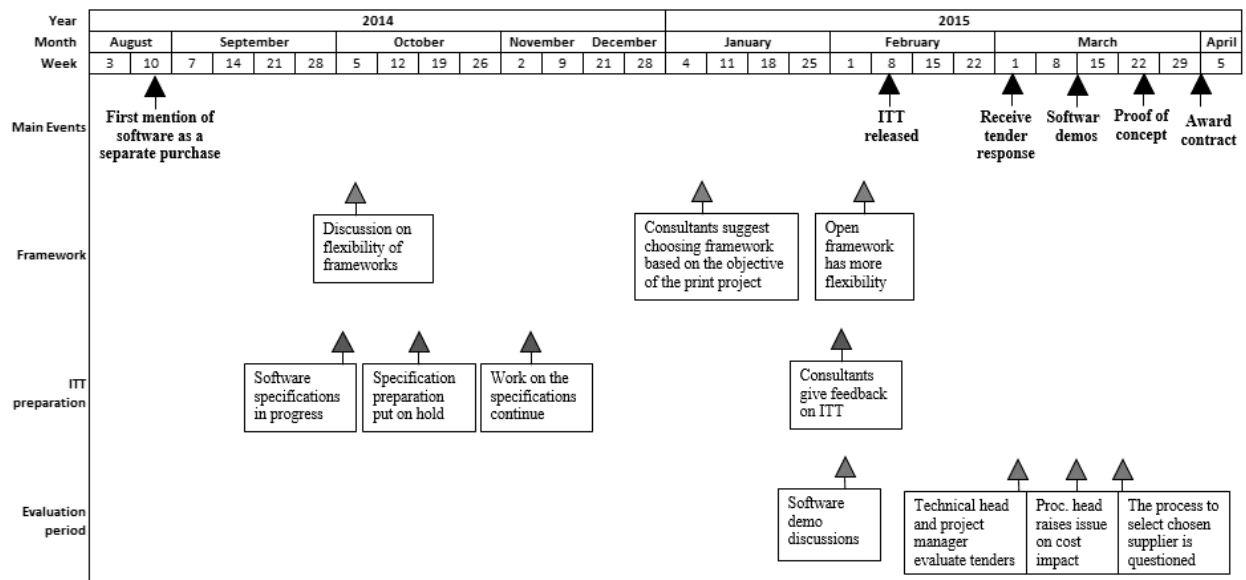 Year 2014 2015
Month August September October November December January February March April
Week 3 10 7 14 21 28 5 12 19 26 2 9 21 28 4 11 18 25 1 8 15 22 1 8 15 22 29 5
Main Events
First mention of
software as a
separate purchase
ITT
released
Receive
tender
response
Softwar
demos
Proof of
concept
Award
contract
Framework
Discussion on
flexibility of
frameworks
Consultants suggest
choosing framework
based on the objective
of the print project
Open
framework
has more
flexibility
ITT
preparation
Software
specifications
in progress
Specification
preparation
put on hold
Work on the
specifications
continue
Consultants
give feedback
on ITT
Evaluation
period
Software
demo
discussions
Technical head
and project
manager
evaluate tenders
Proc. head
raises issue
on cost
impact
The process to
select chosen
supplier is
questioned